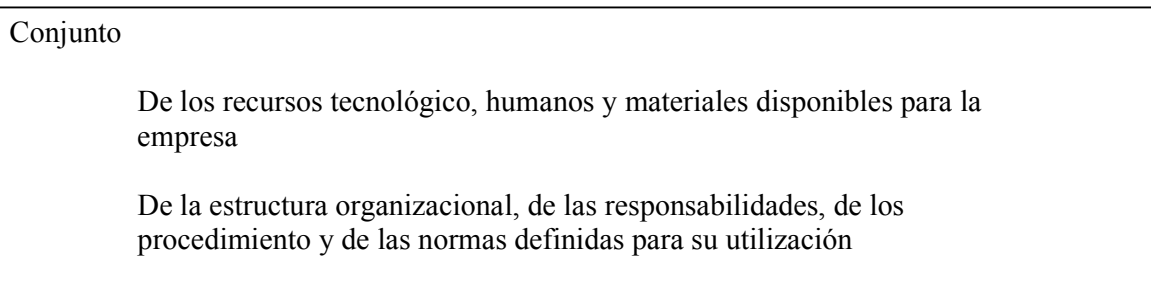 Conjunto
De los recursos tecnológico, humanos y materiales disponibles para la
empresa
De la estructura organizacional, de las responsabilidades, de los
procedimiento y de las normas definidas para su utilización